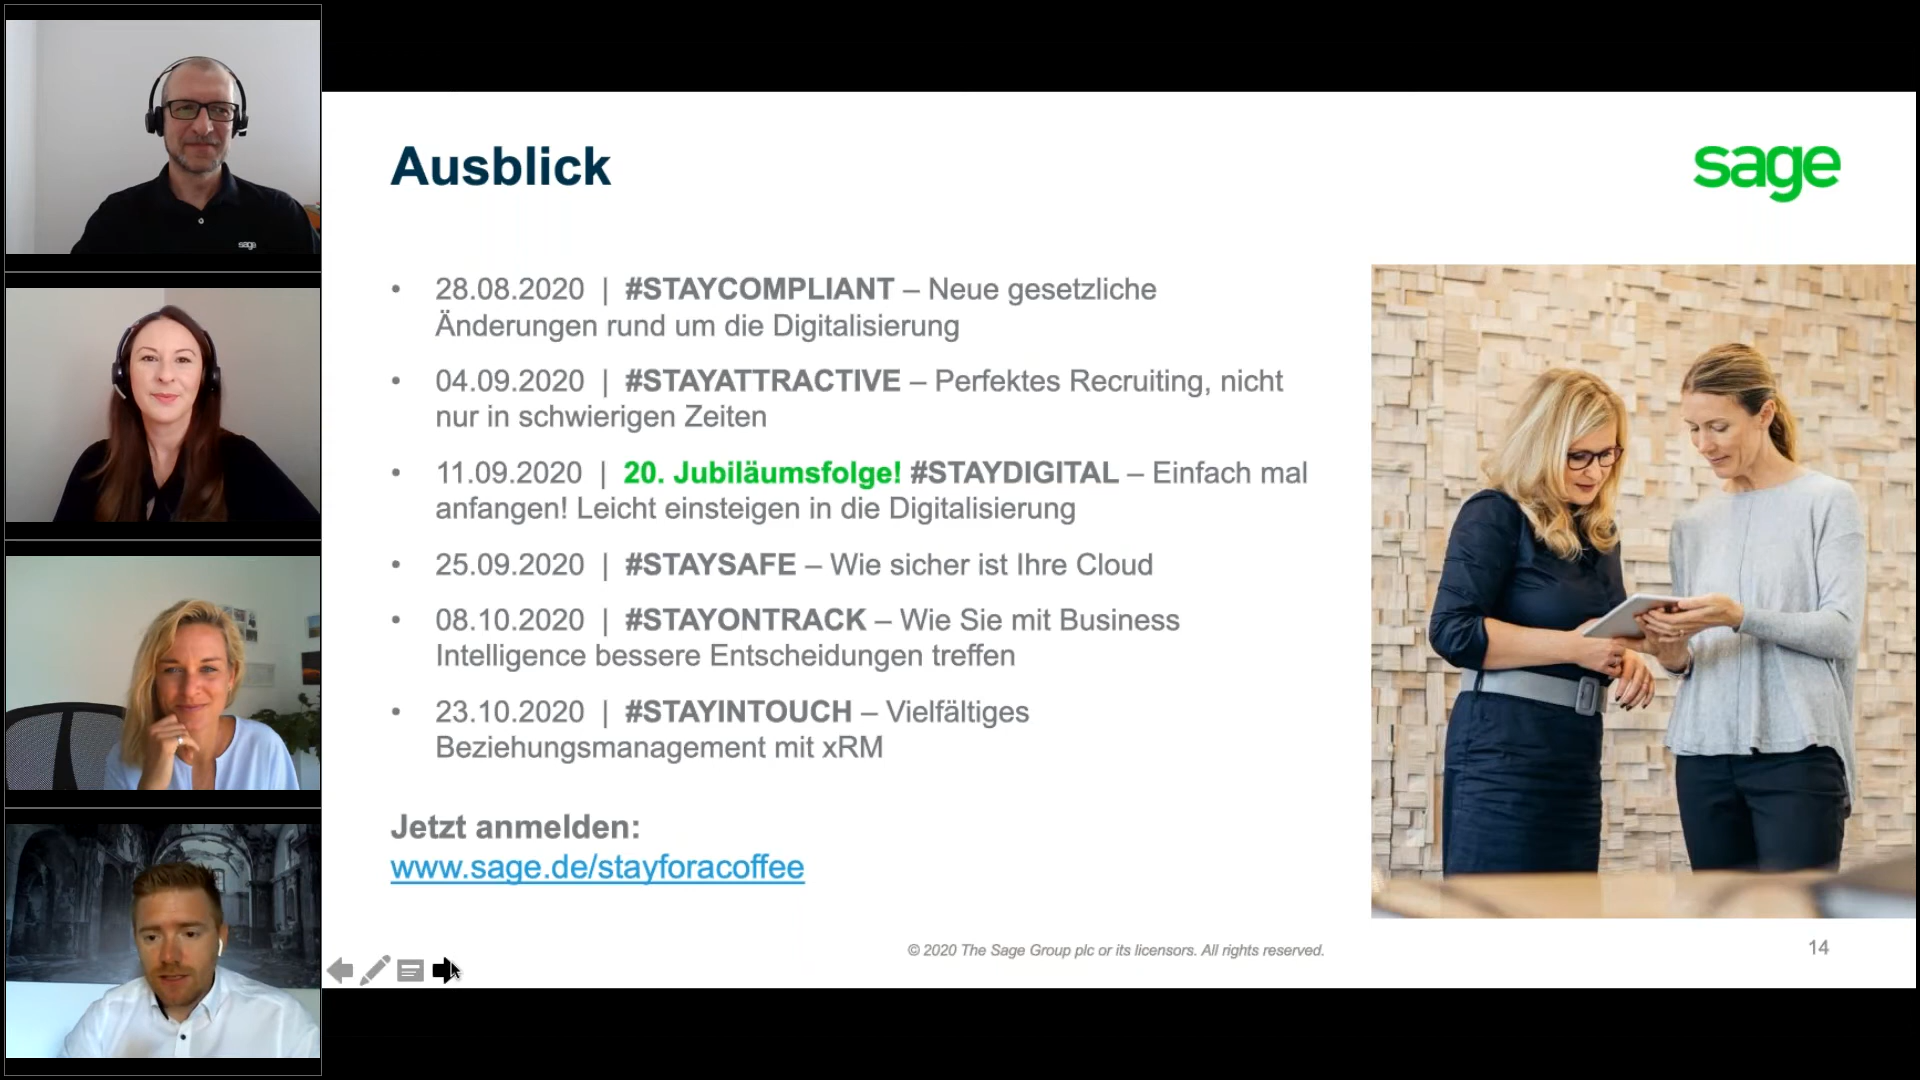 sage
Ausblick
sage
• 28.08.2020 | #STAYCOMPLIANT – Neue gesetzliche
Änderungen rund um die Digitalisierung
• 04.09.2020 | #STAYATTRACTIVE – Perfektes Recruiting, nicht
nur in schwierigen Zeiten
• 11.09.2020 | 20. Jubiläumsfolge! #STAYDIGITAL – Einfach mal
anfangen! Leicht einsteigen in die Digitalisierung
• 25.09.2020 | #STAYSAFE – Wie sicher ist Ihre Cloud
• 08.10.2020 | #STAYONTRACK – Wie Sie mit Business
Intelligence bessere Entscheidungen treffen
• 23.10.2020 | #STAYINTOUCH – Vielfältiges
Beziehungsmanagement mit xRM
Jetzt anmelden:
www.sage.de/stayforacoffee
© 2020 The Sage Group plc or its licensors. All rights reserved.
14